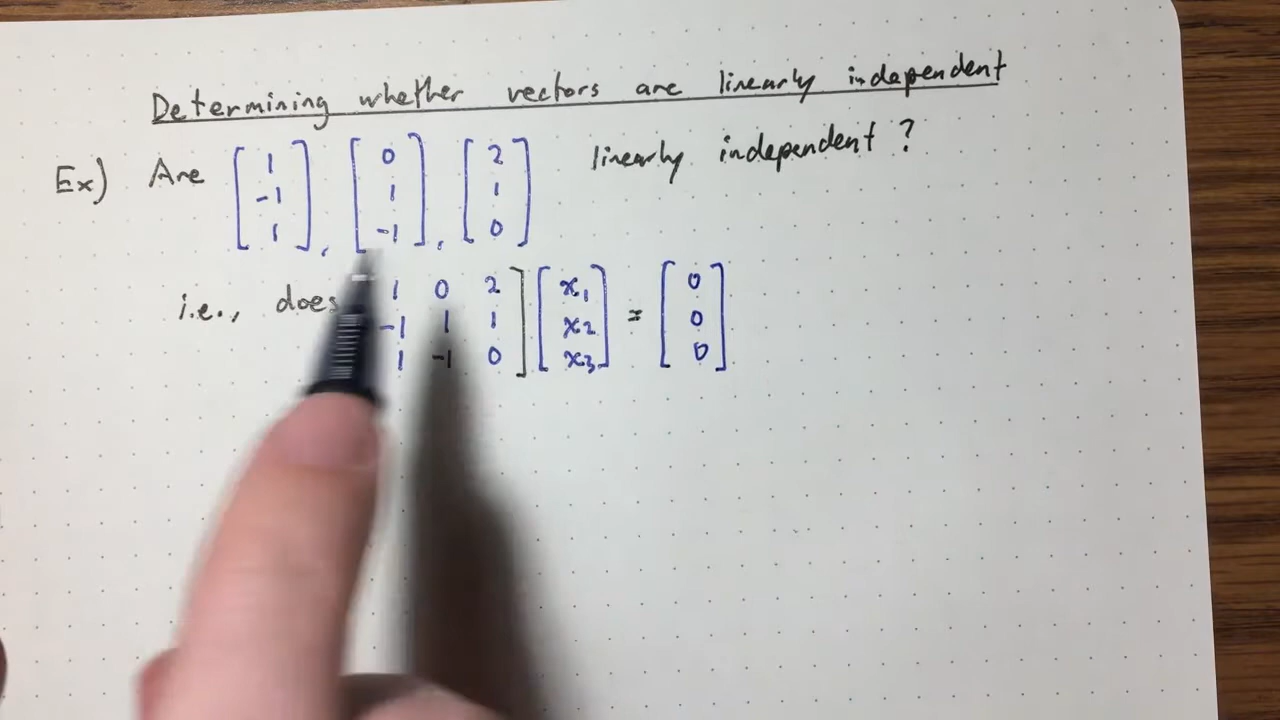 Determining whether vectors are linearly independent
Ex) Are [1 -1 1], [0 1 -1], [2 1 0] linearly independent?
i.e., does 1 0 2 ] [x1] = [0]
-1 1 1 [x2] [0]
1 -1 0 [x3] [0]